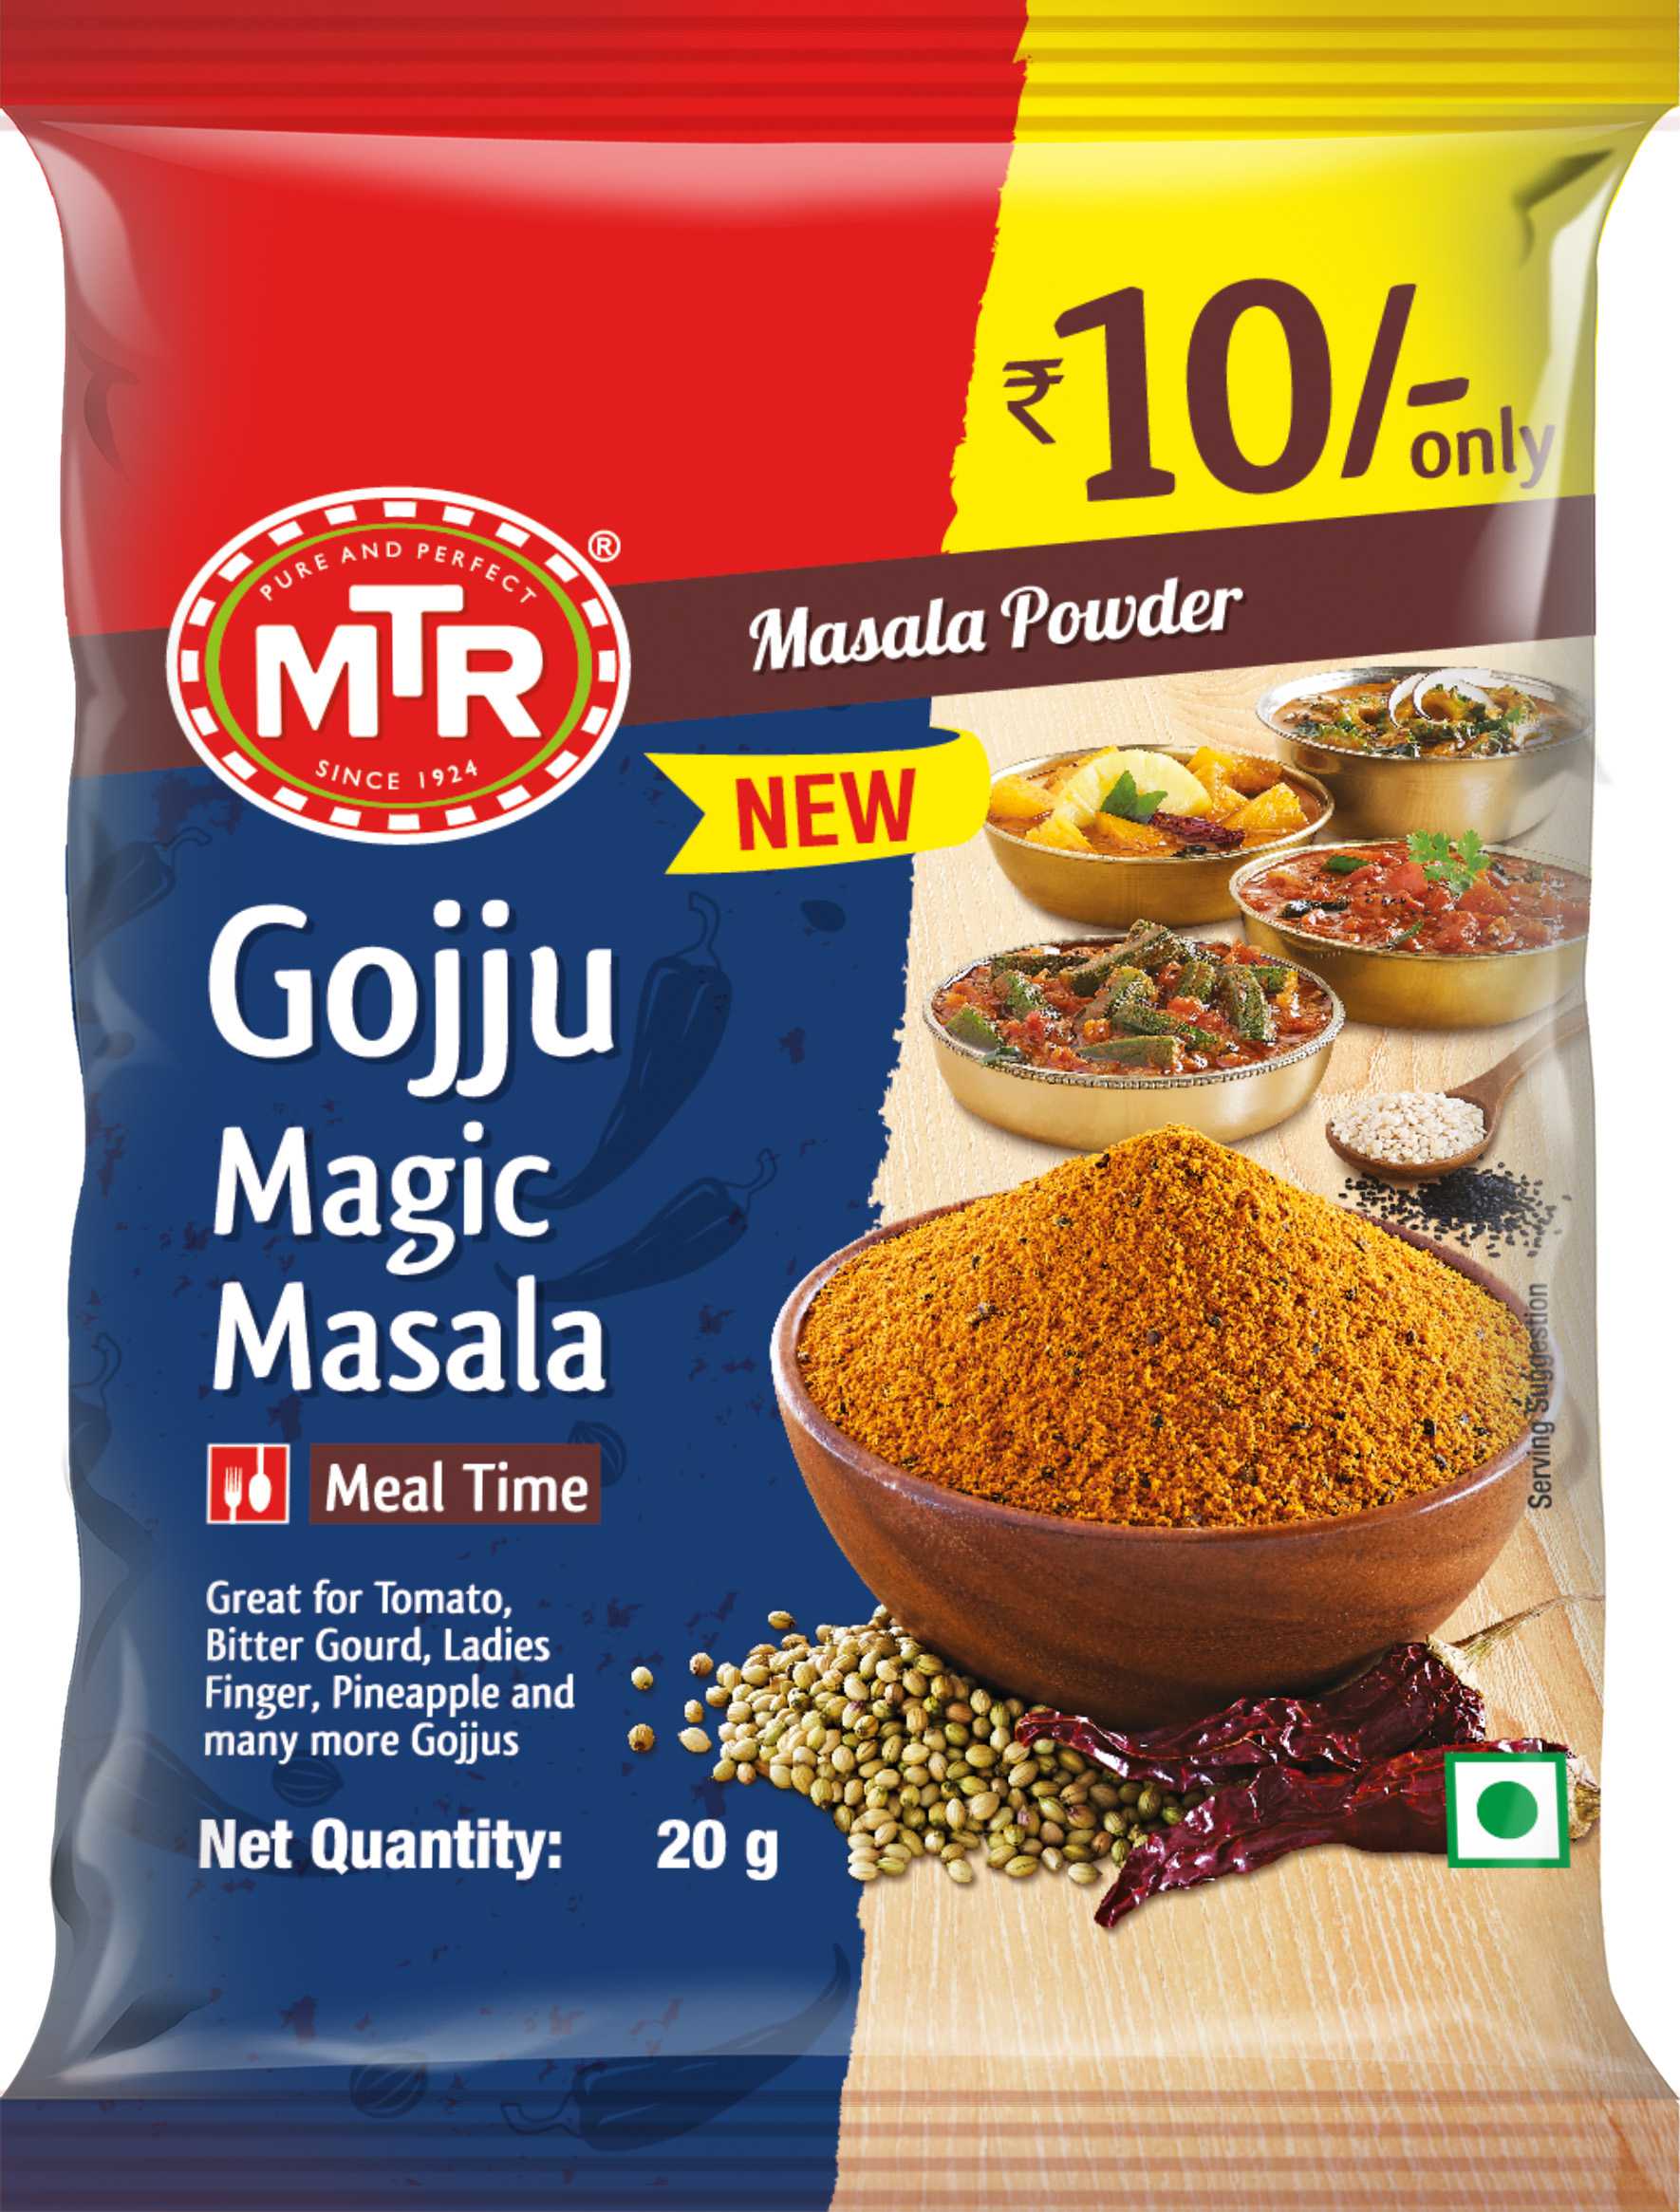 ₹10/- only
PURE AND PERFECT
MTR
®
SINCE 1924
Masala Powder
NEW
Gojju
Magic
Masala
Meal Time
Great for Tomato,
Bitter Gourd, Ladies
Finger, Pineapple and
many more Gojjus
Net Quantity: 20 g
Serving Suggestion